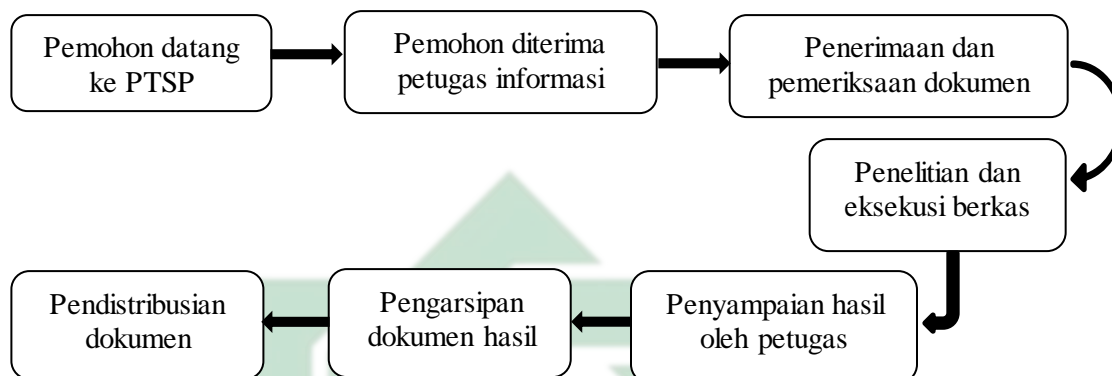 Pemohon datang
ke PTSP
Pemohon diterima
petugas informasi
Penerimaan dan
pemeriksaan dokumen
Penelitian dan
eksekusi berkas
Penyampaian hasil
oleh petugas
Pengarsipan
dokumen hasil
Pendistribusian
dokumen